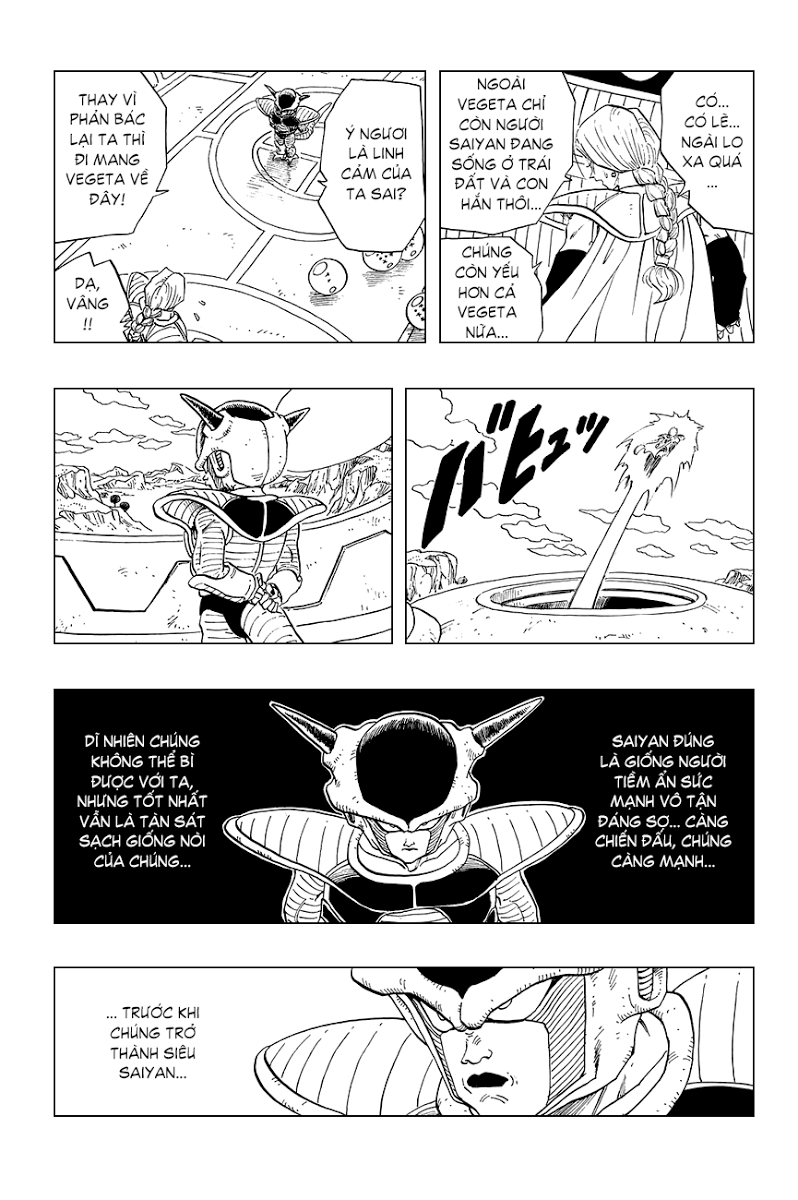 CÓ...
CÓ LẼ...
NGÀI LO
XA QUÁ
...
NGOÀI
VEGETA CHỈ
CÒN NGƯỜI
SAIYAN ĐANG
SỐNG Ở TRÁI
ĐẤT VÀ CON
HẮN THÔI...
CHÚNG
CÒN YẾU
HƠN CẢ
VEGETA
NỮA...
Ý NGƯƠI
LÀ LINH
CẢM CỦA
TA SAI?
THAY VÌ
PHẢN BÁC
LẠI TA THÌ
ĐI MANG
VEGETA VỀ
ĐÂY!
DẠ,
VÂNG
!!
バヒュッ
SAIYAN ĐÚNG
LÀ GIỐNG NGƯỜI
TIỀM ẨN SỨC
MẠNH VÔ TẬN
ĐÁNG SỢ... CÀNG
CHIẾN ĐẤU, CHÚNG
CÀNG MẠNH...
DĨ NHIÊN CHÚNG
KHÔNG THỂ BÌ
ĐƯỢC VỚI TA,
NHƯNG TỐT NHẤT
VẪN LÀ TÀN SÁT
SẠCH GIỐNG NÒI
CỦA CHÚNG...
... TRƯỚC KHI
CHÚNG TRỞ
THÀNH SIÊU
SAIYAN...